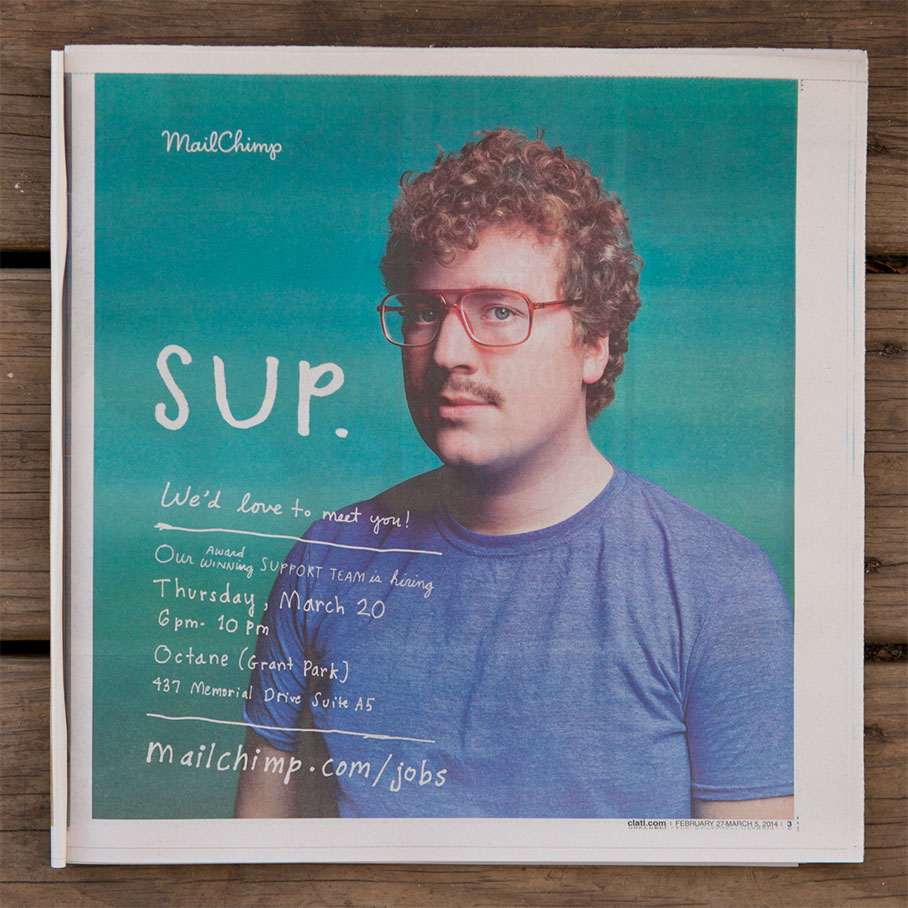 MailChimp
SUP.
We'd love to meet you!
Our Award Winning SUPPORT TEAM is hiring
Thursday, March 20
6pm-10pm
Octane (Grant Park)
437 Memorial Drive Suite A5
mailchimp.com/jobs
clatl.com | FEBRUARY 27-MARCH 5, 2014 | 3